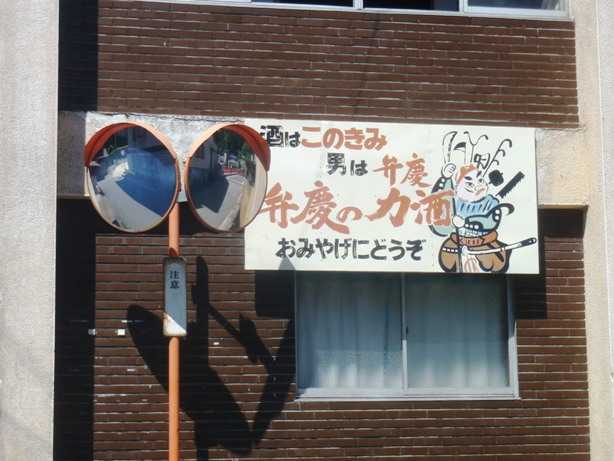 酒はこのきみ
男は弁慶
弁慶の力酒
おみやげにどうぞ
注意